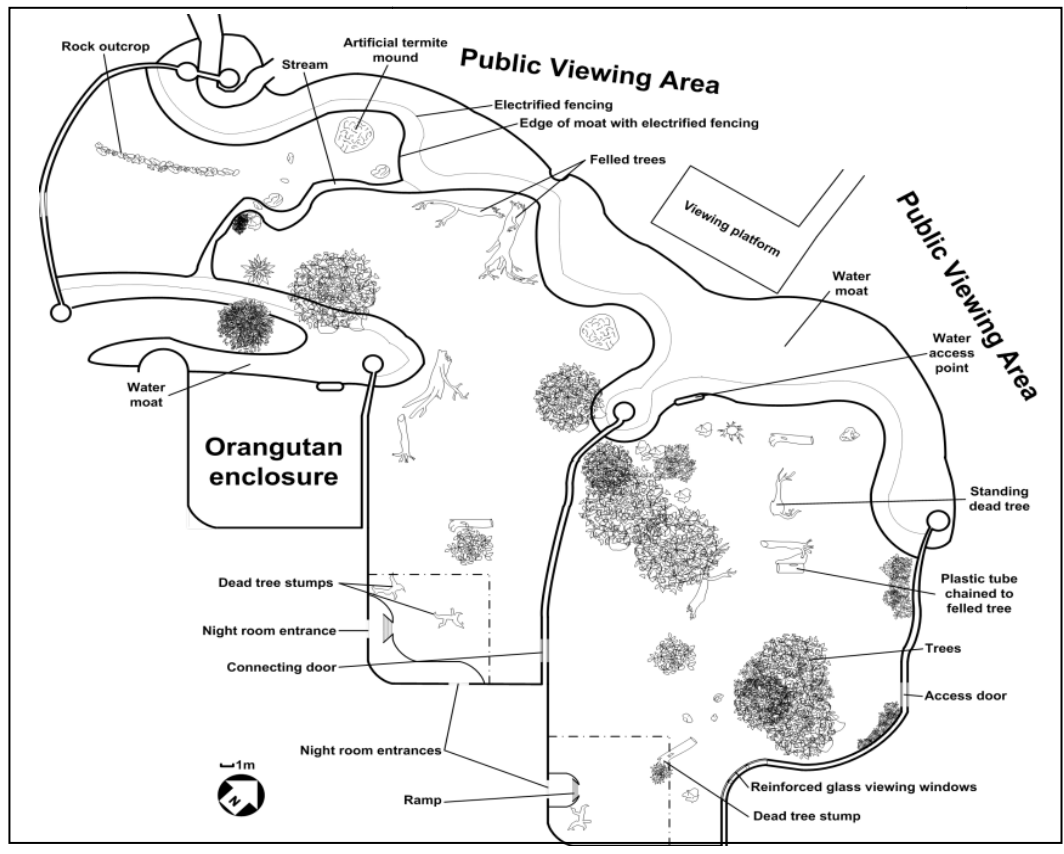 Rock outcrop
Artificial termite
mound
Stream
Public Viewing Area
Electrified fencing
Edge of moat with electrified fencing
Felled trees
Viewing platform
Public Viewing Area
Water
moat
Water
access
point
Water
moat
Orangutan
enclosure
Standing
dead tree
Plastic tube
chained to
felled tree
Dead tree stumps
Night room entrance
Connecting door
Trees
Access door
Night room entrances
1m
N
Ramp
Reinforced glass viewing windows
Dead tree stump